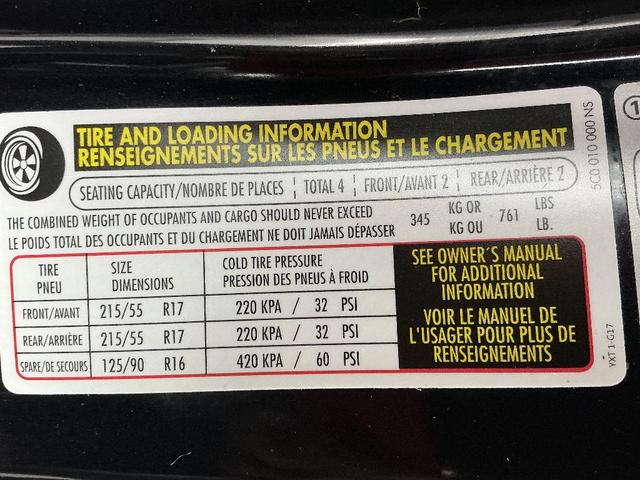 TIRE AND LOADING INFORMATION
RENSEIGNEMENTS SUR LES PNEUS ET LE CHARGEMENT
SEATING CAPACITY/NOMBRE DE PLACES TOTAL 4 FRONT/AVANT 2 REAR/ARRIÈRE 2
THE COMBINED WEIGHT OF OCCUPANTS AND CARGO SHOULD NEVER EXCEED
LE POIDS TOTAL DES OCCUPANTS ET DU CHARGEMENT NE DOIT JAMAIS DÉPASSER
345 KG OR 761 LBS
KG OU LB.
TIRE SIZE COLD TIRE PRESSURE
PNEU DIMENSIONS PRESSION DES PNEUS À FROID
FRONT/AVANT 215/55 R17 220 KPA / 32 PSI
REAR/ARRIÈRE 215/55 R17 220 KPA / 32 PSI
SPARE/DE SECOURS 125/90 R16 420 KPA / 60 PSI
SEE OWNER´S MANUAL
FOR ADDITIONAL
INFORMATION
VOIR LE MANUEL DE
L'USAGER POUR PLUS DE
RENSEIGNEMENTS
5C0 010 000 NS
YXT 1-G17
1